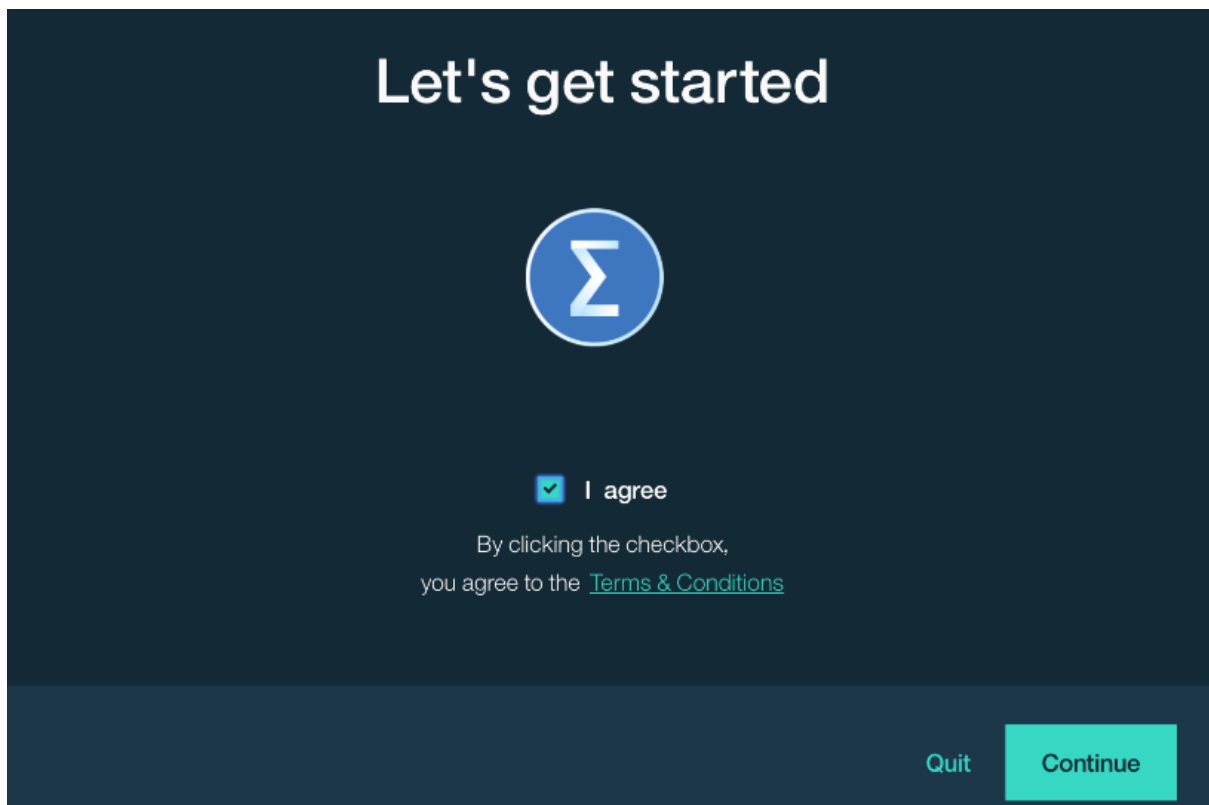 Let's get started
Σ
I agree
By clicking the checkbox,
you agree to the Terms & Conditions
Quit Continue